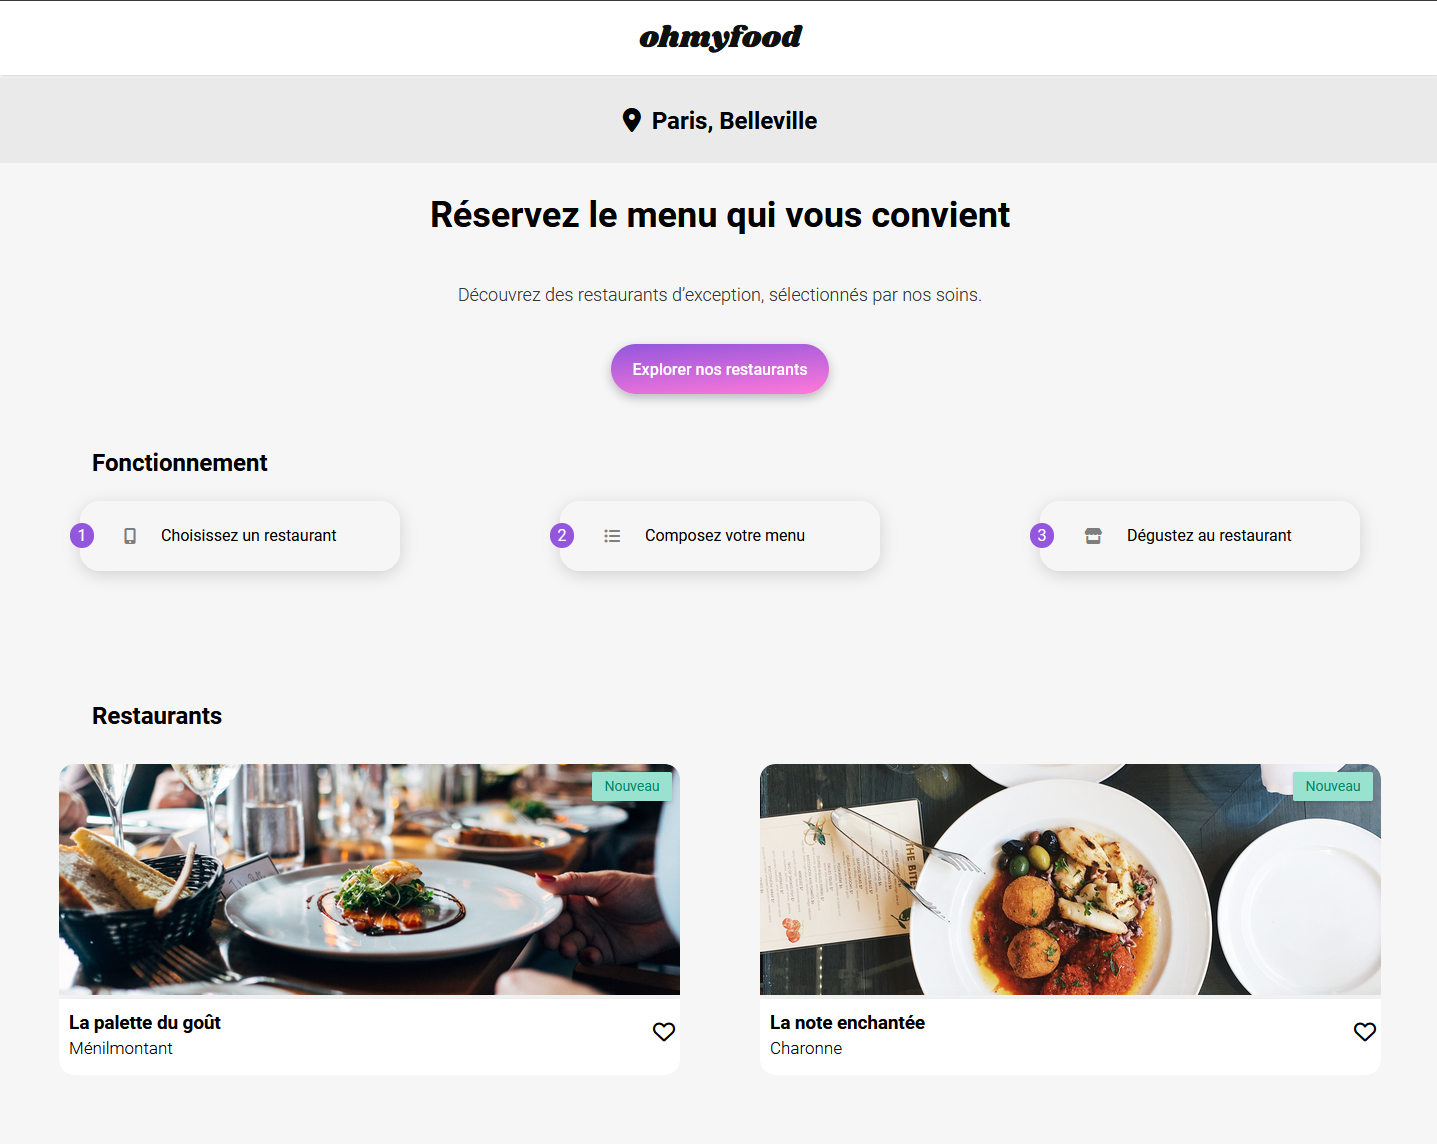 ohmyfood
Paris, Belleville
Réservez le menu qui vous convient
Découvrez des restaurants d’exception, sélectionnés par nos soins.
Explorer nos restaurants
Fonctionnement
1 Choisissez un restaurant
2 Composez votre menu
3 Dégustez au restaurant
Restaurants
Nouveau
THE BITE
La palette du goût
Ménilmontant
Nouveau
La note enchantée
Charonne